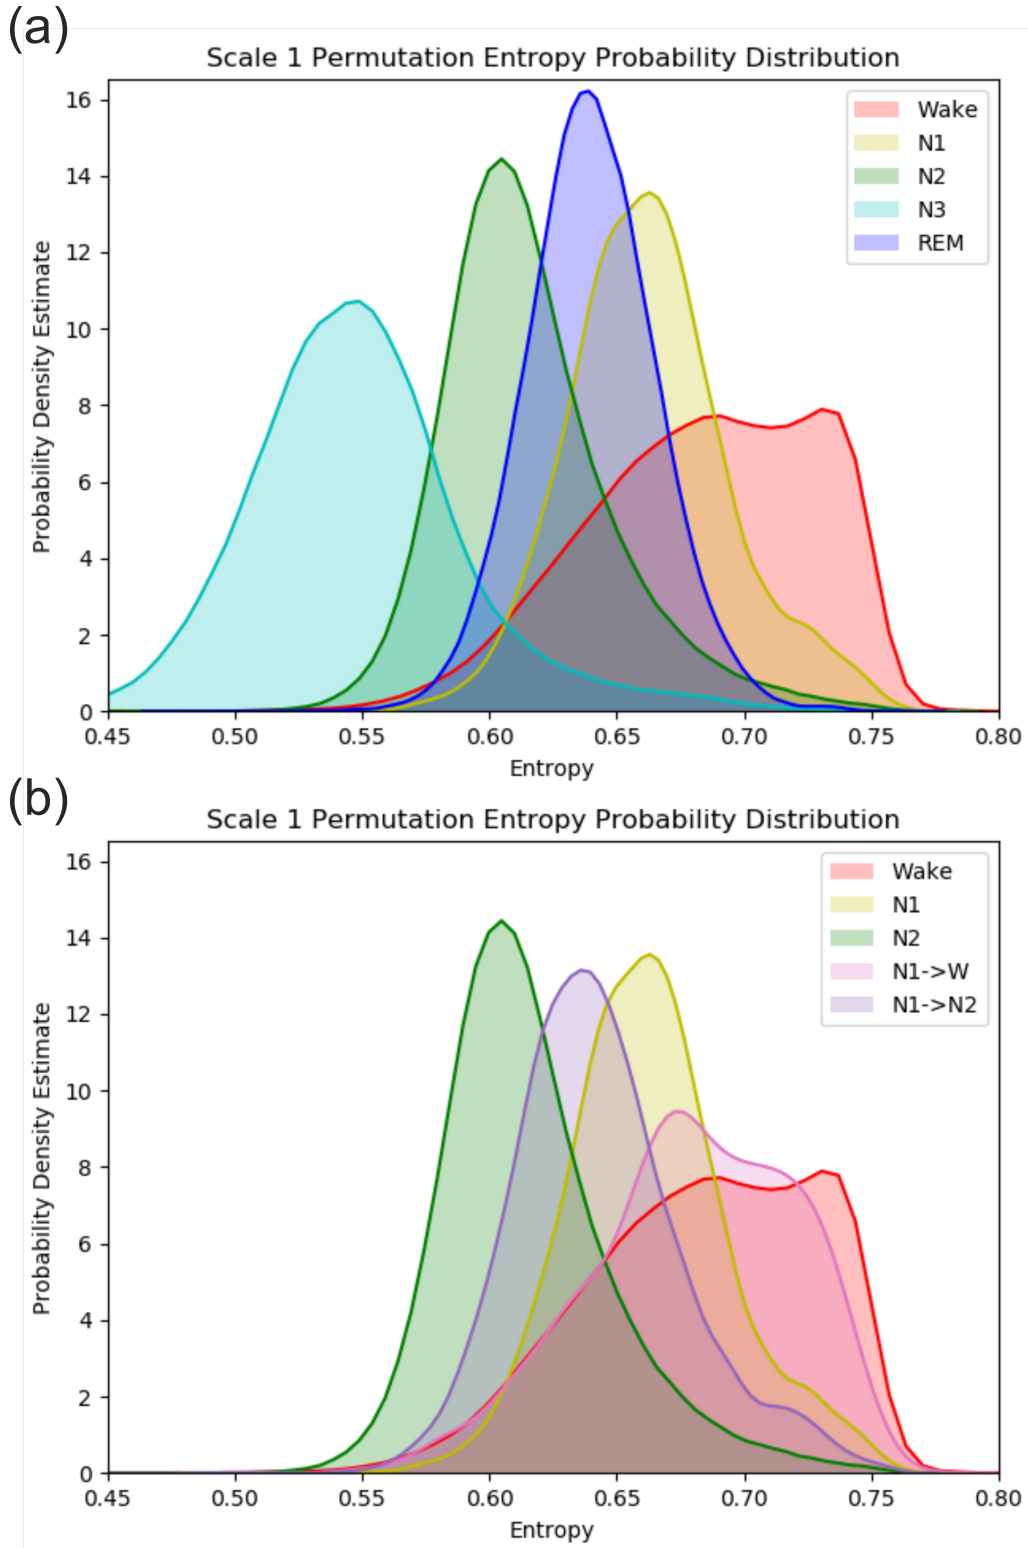 (a)
Scale 1 Permutation Entropy Probability Distribution
Wake
N1
N2
N3
REM
Probability Density Estimate
16
14
12
10
8
6
4
2
0
0.45 0.50 0.55 0.60 0.65 0.70 0.75 0.80
Entropy
(b)
Scale 1 Permutation Entropy Probability Distribution
Wake
N1
N2
N1->W
N1->N2
Probability Density Estimate
16
14
12
10
8
6
4
2
0
0.45 0.50 0.55 0.60 0.65 0.70 0.75 0.80
Entropy